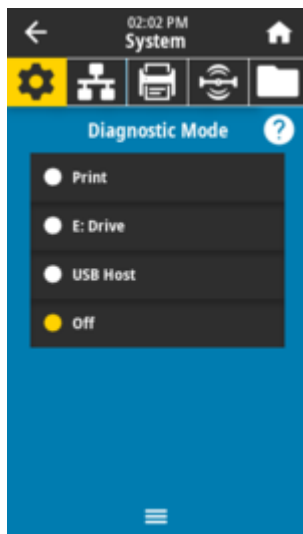 02:02 PM
System
Diagnostic Mode
?
Print
E: Drive
USB Host
Off